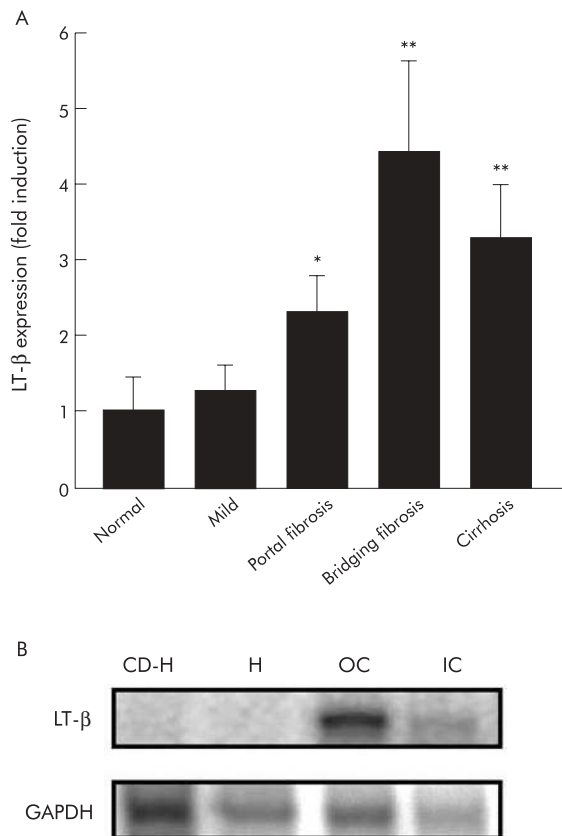 A
6
5
4
3
2
1
0
LT-β expression (fold induction)
*
**
**
Normal
Mild
Portal fibrosis
Bridging fibrosis
Cirrhosis
B
CD-H H OC IC
LT-β
GAPDH